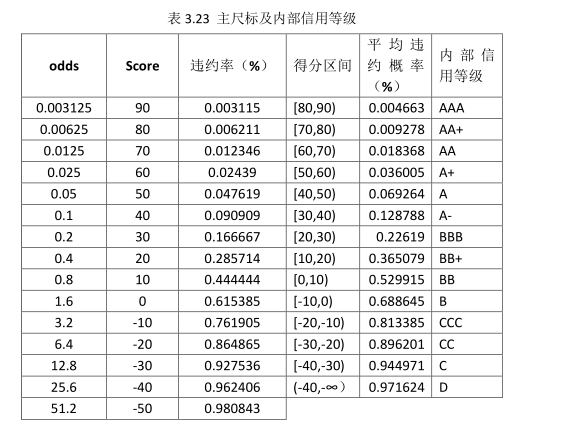 表 3.23 主尺标及内部信用等级
odds Score 违约率（%） 得分区间 平均违约概率（%） 内部信用等级
0.003125 90 0.003115 [80,90) 0.004663 AAA
0.00625 80 0.006211 [70,80) 0.009278 AA+
0.0125 70 0.012346 [60,70) 0.018368 AA
0.025 60 0.02439 [50,60) 0.036005 A+
0.05 50 0.047619 [40,50) 0.069264 A
0.1 40 0.090909 [30,40) 0.128788 A-
0.2 30 0.166667 [20,30) 0.22619 BBB
0.4 20 0.285714 [10,20) 0.365079 BB+
0.8 10 0.444444 [0,10) 0.529915 BB
1.6 0 0.615385 [-10,0) 0.688645 B
3.2 -10 0.761905 [-20,-10) 0.813385 CCC
6.4 -20 0.864865 [-30,-20) 0.896201 CC
12.8 -30 0.927536 [-40,-30) 0.944971 C
25.6 -40 0.962406 (-40,-∞） 0.971624 D
51.2 -50 0.980843